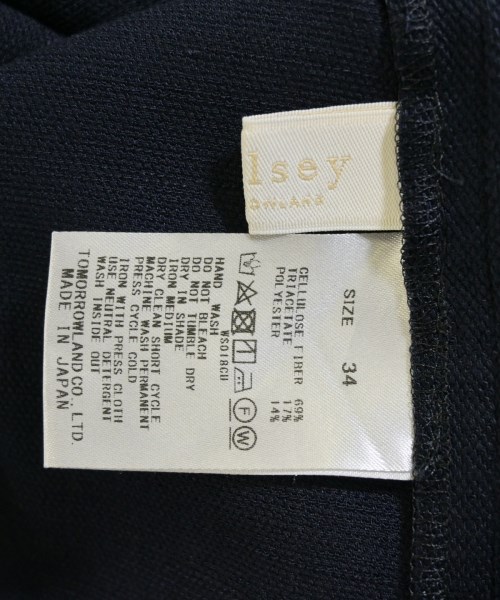 lsey
OWLAND
SIZE 34
CELLULOSE FIBER 69%
TRIACETATE 17%
POLYESTER 14%
F W
WS018CH
HAND WASH
DO NOT BLEACH
DO NOT TUMBLE DRY
DRY IN SHADE
IRON MEDIUM
DRY CLEAN SHORT CYCLE
MACHINE WASH PERMANENT
PRESS CYCLE COLD
IRON WITH PRESS CLOTH
USE NEUTRAL DETERGENT
WASH INSIDE OUT
TOMORROWLAND CO., LTD.
MADE IN JAPAN